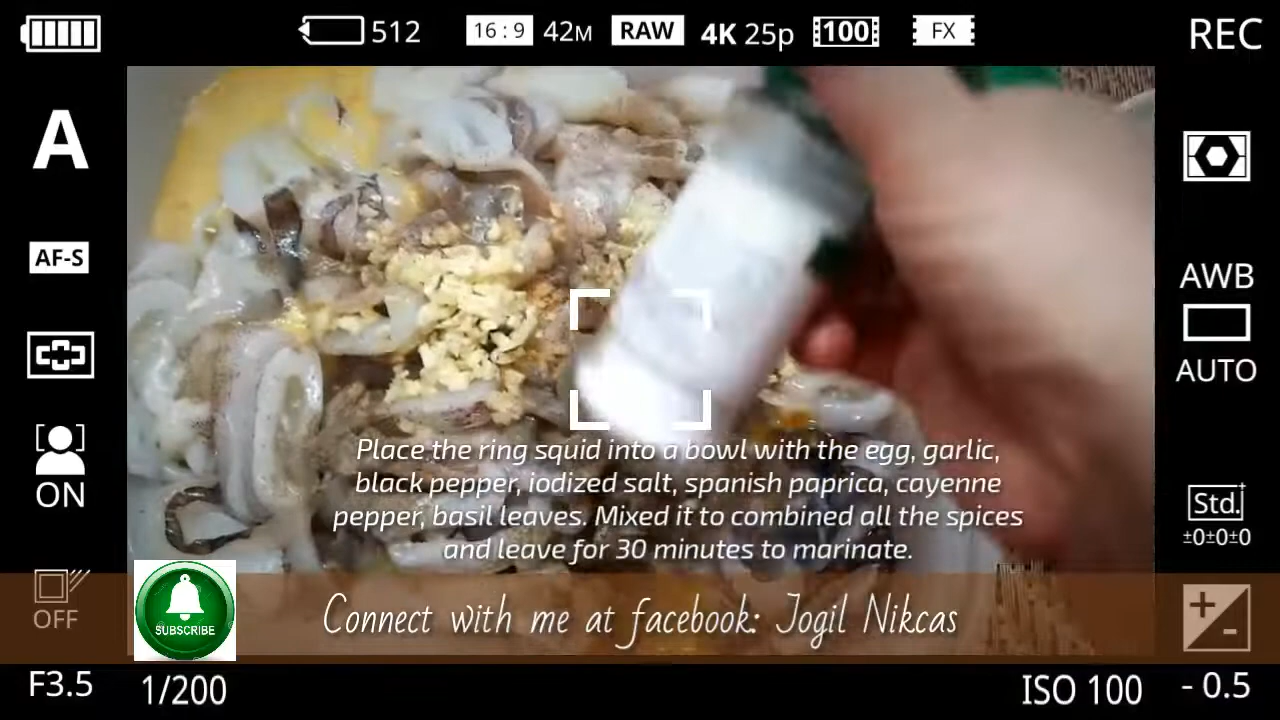 512 16:9 42M RAW 4K 25p 100 FX REC
A
AF-S
AWB
AUTO
ON
Place the ring squid into a bowl with the egg, garlic,
black pepper, iodized salt, spanish paprica, cayenne
pepper, basil leaves. Mixed it to combined all the spices
and leave for 30 minutes to marinate.
Std.+
±0±0±0
OFF
SUBSCRIBE
Connect with me at facebook: Jogil Nikcas
F3.5 1/200 ISO 100 - 0.5